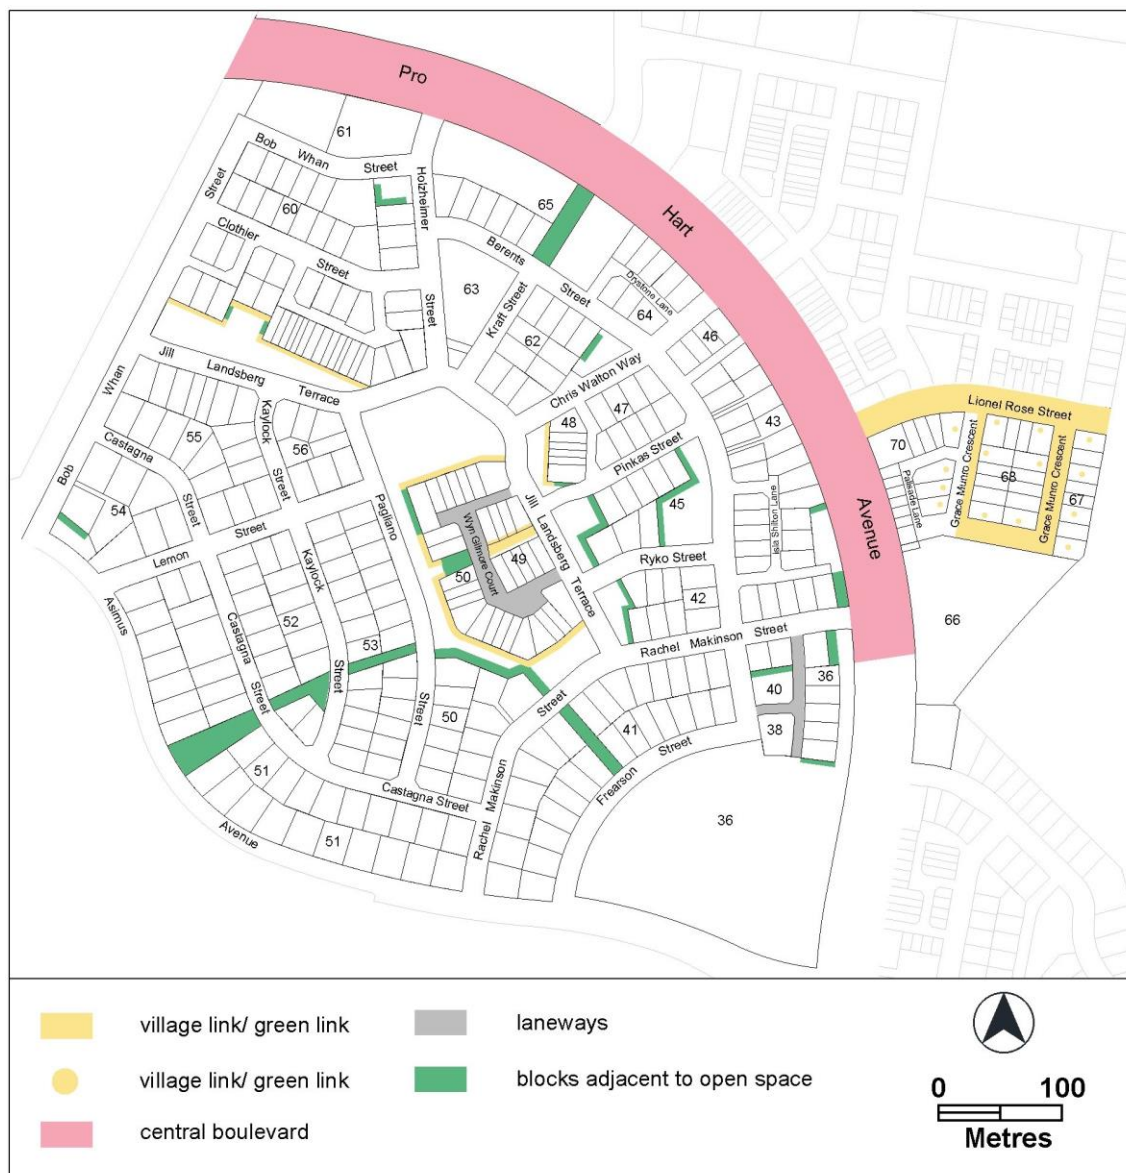 Pro
Hart
Avenue
61
Bob
Whan
Street
Holzheimer
Street
60
65
Clothier
Street
Berents
Street
Street
63
Kraft Street
Drystone Lane
64
62
46
Jill
Landsberg
Terrace
Chris Walton Way
Whan
Kaylock
Street
47
48
43
Lionel Rose Street
55
56
70
Castagna
Street
Pinkas Street
Palisade Lane
Grace Munro Crescent
68
Grace Munro Crescent
67
Bob
54
Pagliano
Street
Wyn Gilmore Court
Jill
Landsberg
Terrace
45
Isla Shilton Lane
Lemon
Street
49
Ryko Street
50
Asimus
Kaylock
Street
42
52
53
Castagna
Street
Rachel Makinson Street
66
40
36
50
Street
41
38
Street
51
Frearson
Castagna Street
Rachel Makinson
36
Avenue
51
village link/ green link
laneways
village link/ green link
blocks adjacent to open space
central boulevard
0
100
Metres